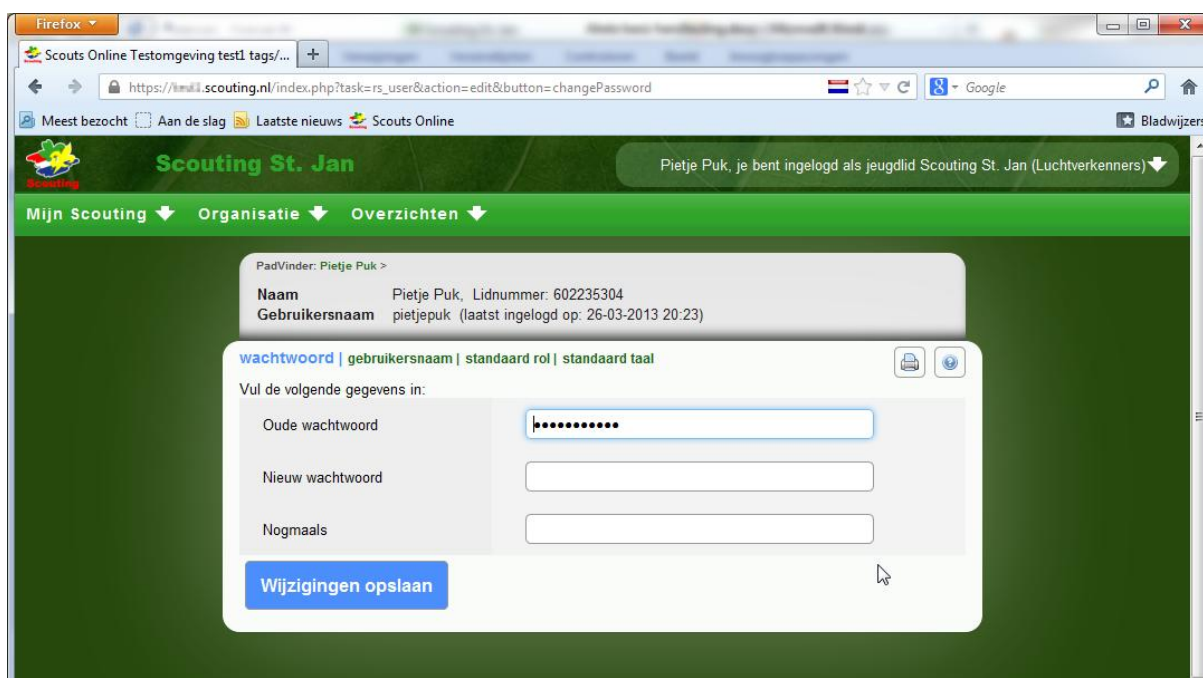 Firefox
Scouts Online Testomgeving test1 tags/... +
.scouting.nl/index.php?task=rs_user&action=edit&button=changePassword
https://
8 - Google
Meest bezocht Aan de slag Laatste nieuws Scouts Online Bladwijzers
Scouting
Scouting St. Jan
Pietje Puk, je bent ingelogd als jeugdlid Scouting St. Jan (Luchtverkenners)
Mijn Scouting Organisatie Overzichten
PadVinder: Pietje Puk >
Naam Pietje Puk, Lidnummer: 602235304
Gebruikersnaam pietjepuk (laatst ingelogd op: 26-03-2013 20:23)
wachtwoord | gebruikersnaam | standaard rol | standaard taal
Vul de volgende gegevens in:
Oude wachtwoord •••••••••••
Nieuw wachtwoord
Nogmaals
Wijzigingen opslaan